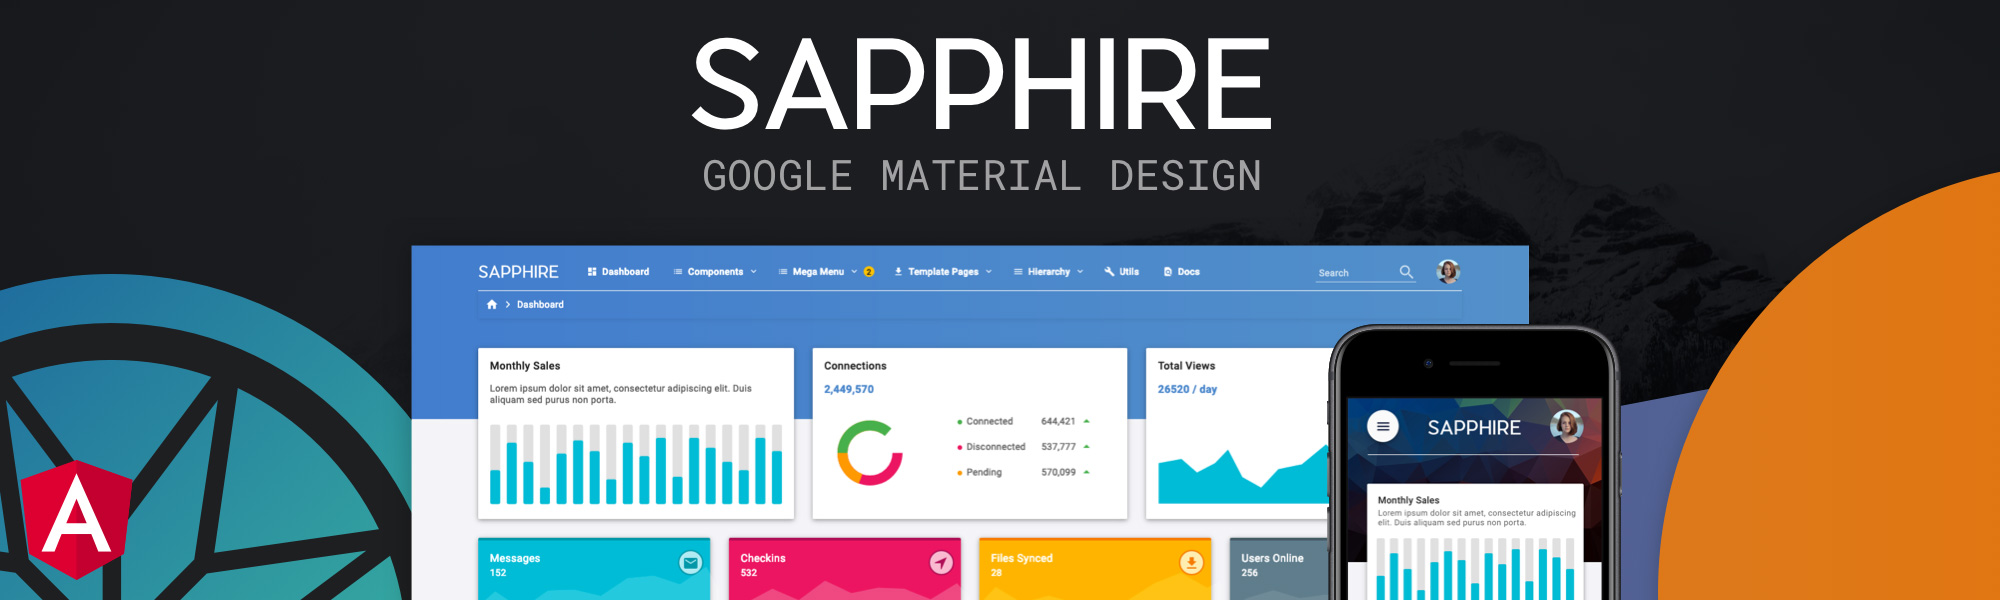 SAPPHIRE
GOOGLE MATERIAL DESIGN
SAPPHIRE Dashboard Components Mega Menu 2 Template Pages Hierarchy Utils Docs Search
Dashboard
Monthly Sales
Lorem ipsum dolor sit amet, consectetur adipiscing elit. Duis
aliquam sed purus non porta.
Connections
2,449,570
Connected 644,421
Disconnected 537,777
Pending 570,099
Total Views
26520 / day
Messages
152
Checkins
532
Files Synced
28
Users Online
256
SAPPHIRE
Monthly Sales
Lorem ipsum dolor sit amet, consectetur adipiscing
elit. Duis aliquam sed purus non porta.
A